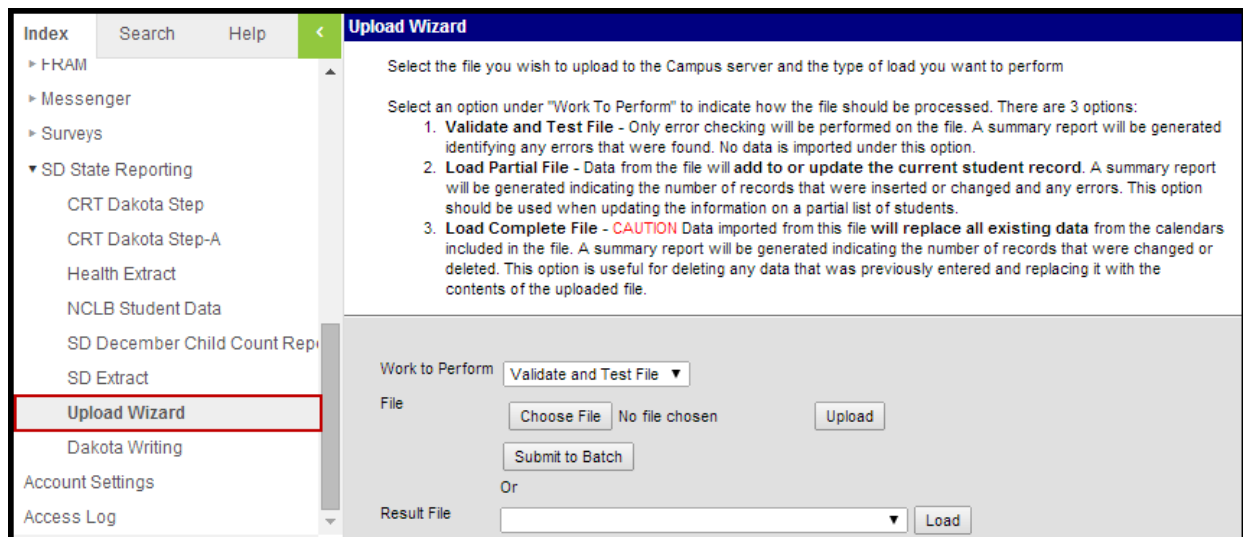 Index Search Help <
FRAM
Messenger
Surveys
SD State Reporting
CRT Dakota Step
CRT Dakota Step-A
Health Extract
NCLB Student Data
SD December Child Count Rep
SD Extract
Upload Wizard
Dakota Writing
Account Settings
Access Log
Upload Wizard
Select the file you wish to upload to the Campus server and the type of load you want to perform
Select an option under "Work To Perform" to indicate how the file should be processed. There are 3 options:
1. Validate and Test File - Only error checking will be performed on the file. A summary report will be generated
identifying any errors that were found. No data is imported under this option.
2. Load Partial File - Data from the file will add to or update the current student record. A summary report
will be generated indicating the number of records that were inserted or changed and any errors. This option
should be used when updating the information on a partial list of students.
3. Load Complete File - CAUTION Data imported from this file will replace all existing data from the calendars
included in the file. A summary report will be generated indicating the number of records that were changed or
deleted. This option is useful for deleting any data that was previously entered and replacing it with the
contents of the uploaded file.
Work to Perform Validate and Test File
File Choose File No file chosen Upload
Submit to Batch
Or
Result File Load